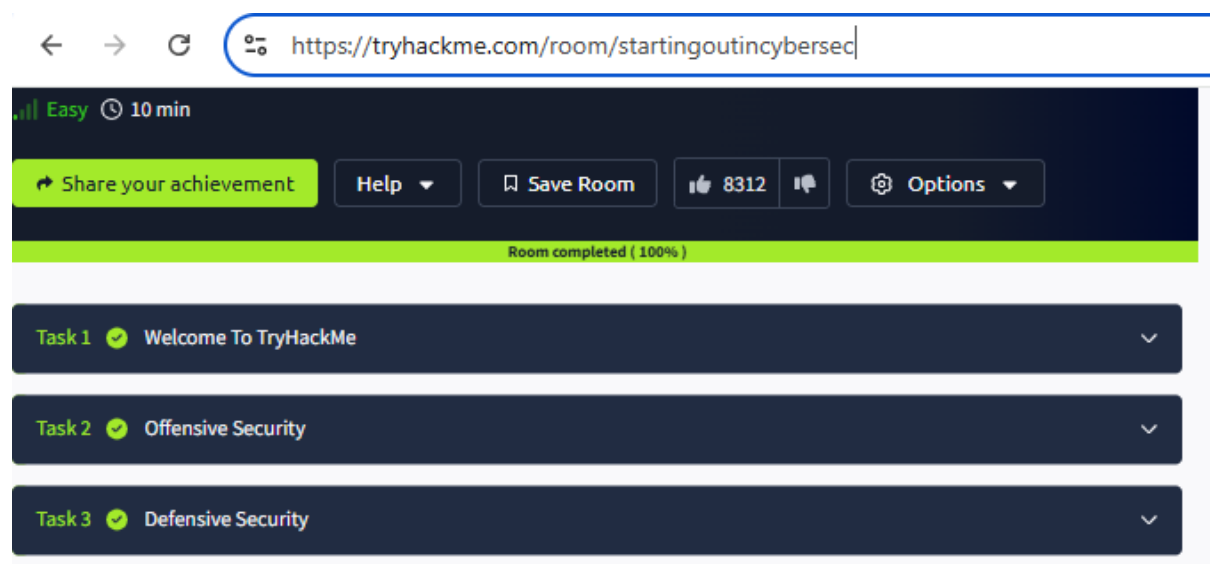 https://tryhackme.com/room/startingoutincybersec
Easy 10 min
Share your achievement Help Save Room 8312 Options
Room completed ( 100% )
Task 1 Welcome To TryHackMe
Task 2 Offensive Security
Task 3 Defensive Security